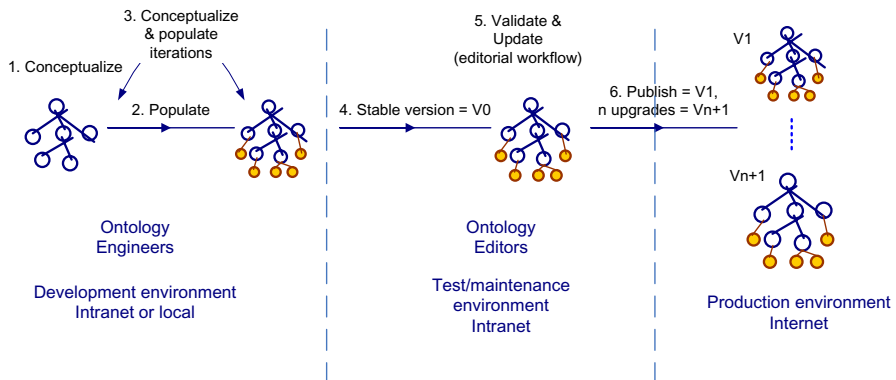 3. Conceptualize
& populate
iterations
1. Conceptualize
2. Populate
4. Stable version = V0
5. Validate &
Update
(editorial workflow)
6. Publish = V1,
n upgrades = Vn+1
V1
Vn+1
Ontology
Engineers
Development environment
Intranet or local
Ontology
Editors
Test/maintenance
environment
Intranet
Production environment
Internet